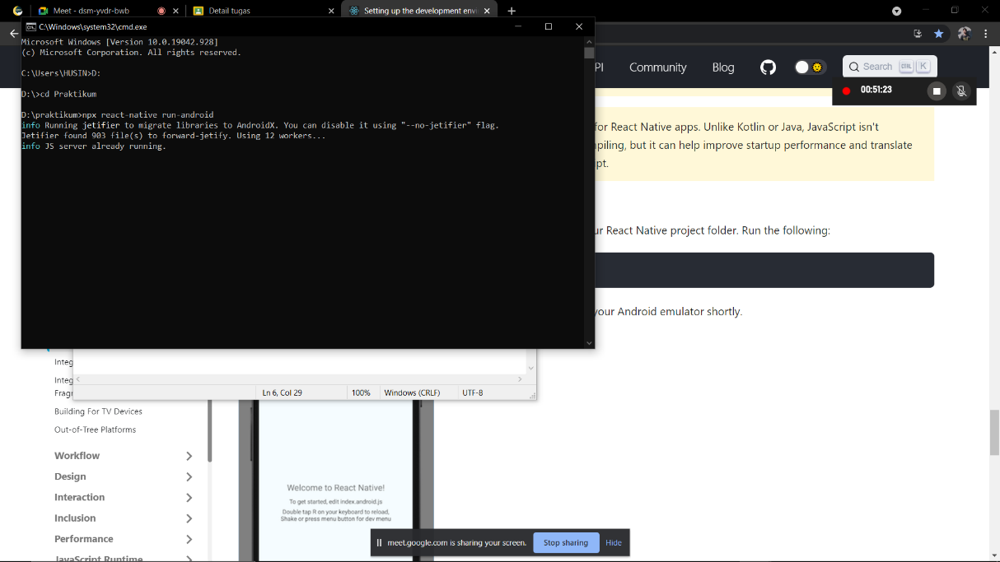 Meet - dsm-yvdr-bwb
Detail tugas
Setting up the development envi
C:\Windows\system32\cmd.exe
Microsoft Windows [Version 10.0.19042.928]
(c) Microsoft Corporation. All rights reserved.
C:\Users\HUSIN>D:
D:\>cd Praktikum
D:\praktikum>npx react-native run-android
info Running jetifier to migrate libraries to AndroidX. You can disable it using "--no-jetifier" flag.
Jetifier found 903 file(s) to forward-jetify. Using 12 workers...
info JS server already running.
PI
Community
Blog
Search CTRL K
00:51:23
for React Native apps. Unlike Kotlin or Java, JavaScript isn't
mpiling, but it can help improve startup performance and translate
pt.
ur React Native project folder. Run the following:
your Android emulator shortly.
Ln 6, Col 29
100%
Windows (CRLF)
UTF-8
Integ
Integ
Fragr
Building For TV Devices
Out-of-Tree Platforms
Workflow
Design
Interaction
Inclusion
Performance
JavaScript Runtime
Welcome to React Native!
To get started, edit index.android.js
Double tap R on your keyboard to reload,
Shake or press menu button for dev menu
meet.google.com is sharing your screen.
Stop sharing
Hide